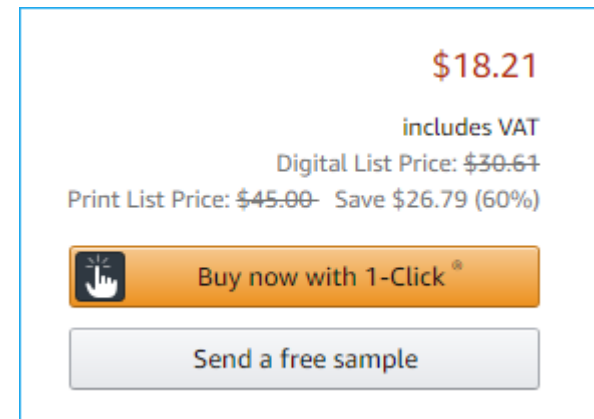 $18.21
includes VAT
Digital List Price: $30.61
Print List Price: $45.00 Save $26.79 (60%)
Buy now with 1-Click ®
Send a free sample